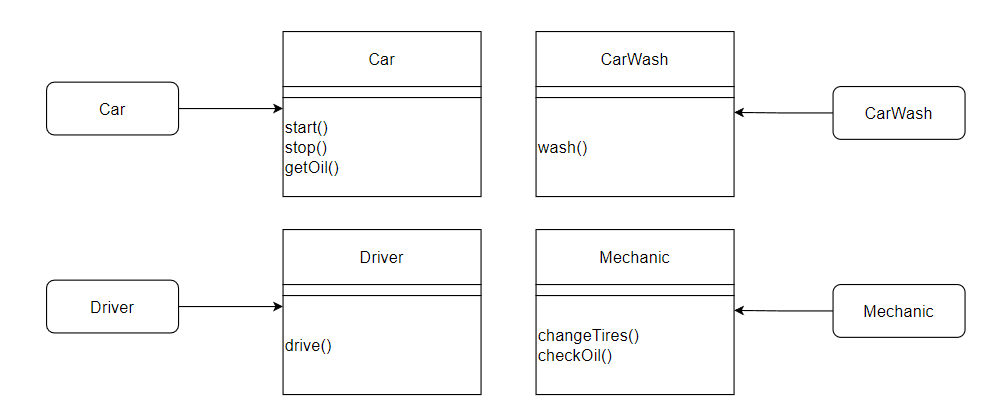 Car
Car
start()
stop()
getOil()
CarWash
wash()
CarWash
Driver
Driver
drive()
Mechanic
changeTires()
checkOil()
Mechanic